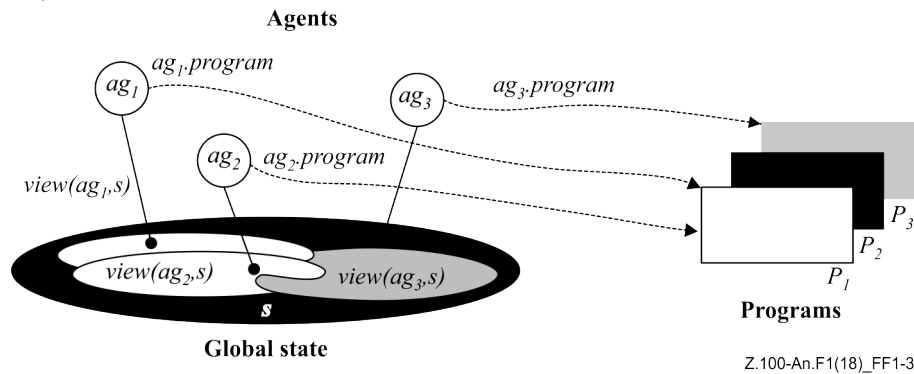 Agents
ag1.program
ag1
ag3
ag3.program
ag2
ag2.program
view(ag1,s)
view(ag2,s)
view(ag3,s)
s
P3
P2
P1
Programs
Global state
Z.100-An.F1(18)_FF1-3